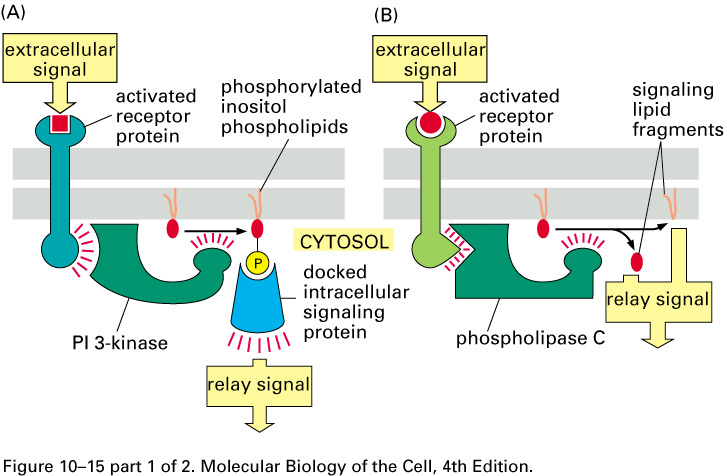 (A)
extracellular
signal
activated
receptor
protein
phosphorylated
inositol
phospholipids
CYTOSOL
P
docked
intracellular
signaling
protein
PI 3-kinase
relay signal
(B)
extracellular
signal
activated
receptor
protein
signaling
lipid
fragments
relay signal
phospholipase C
Figure 10–15 part 1 of 2. Molecular Biology of the Cell, 4th Edition.